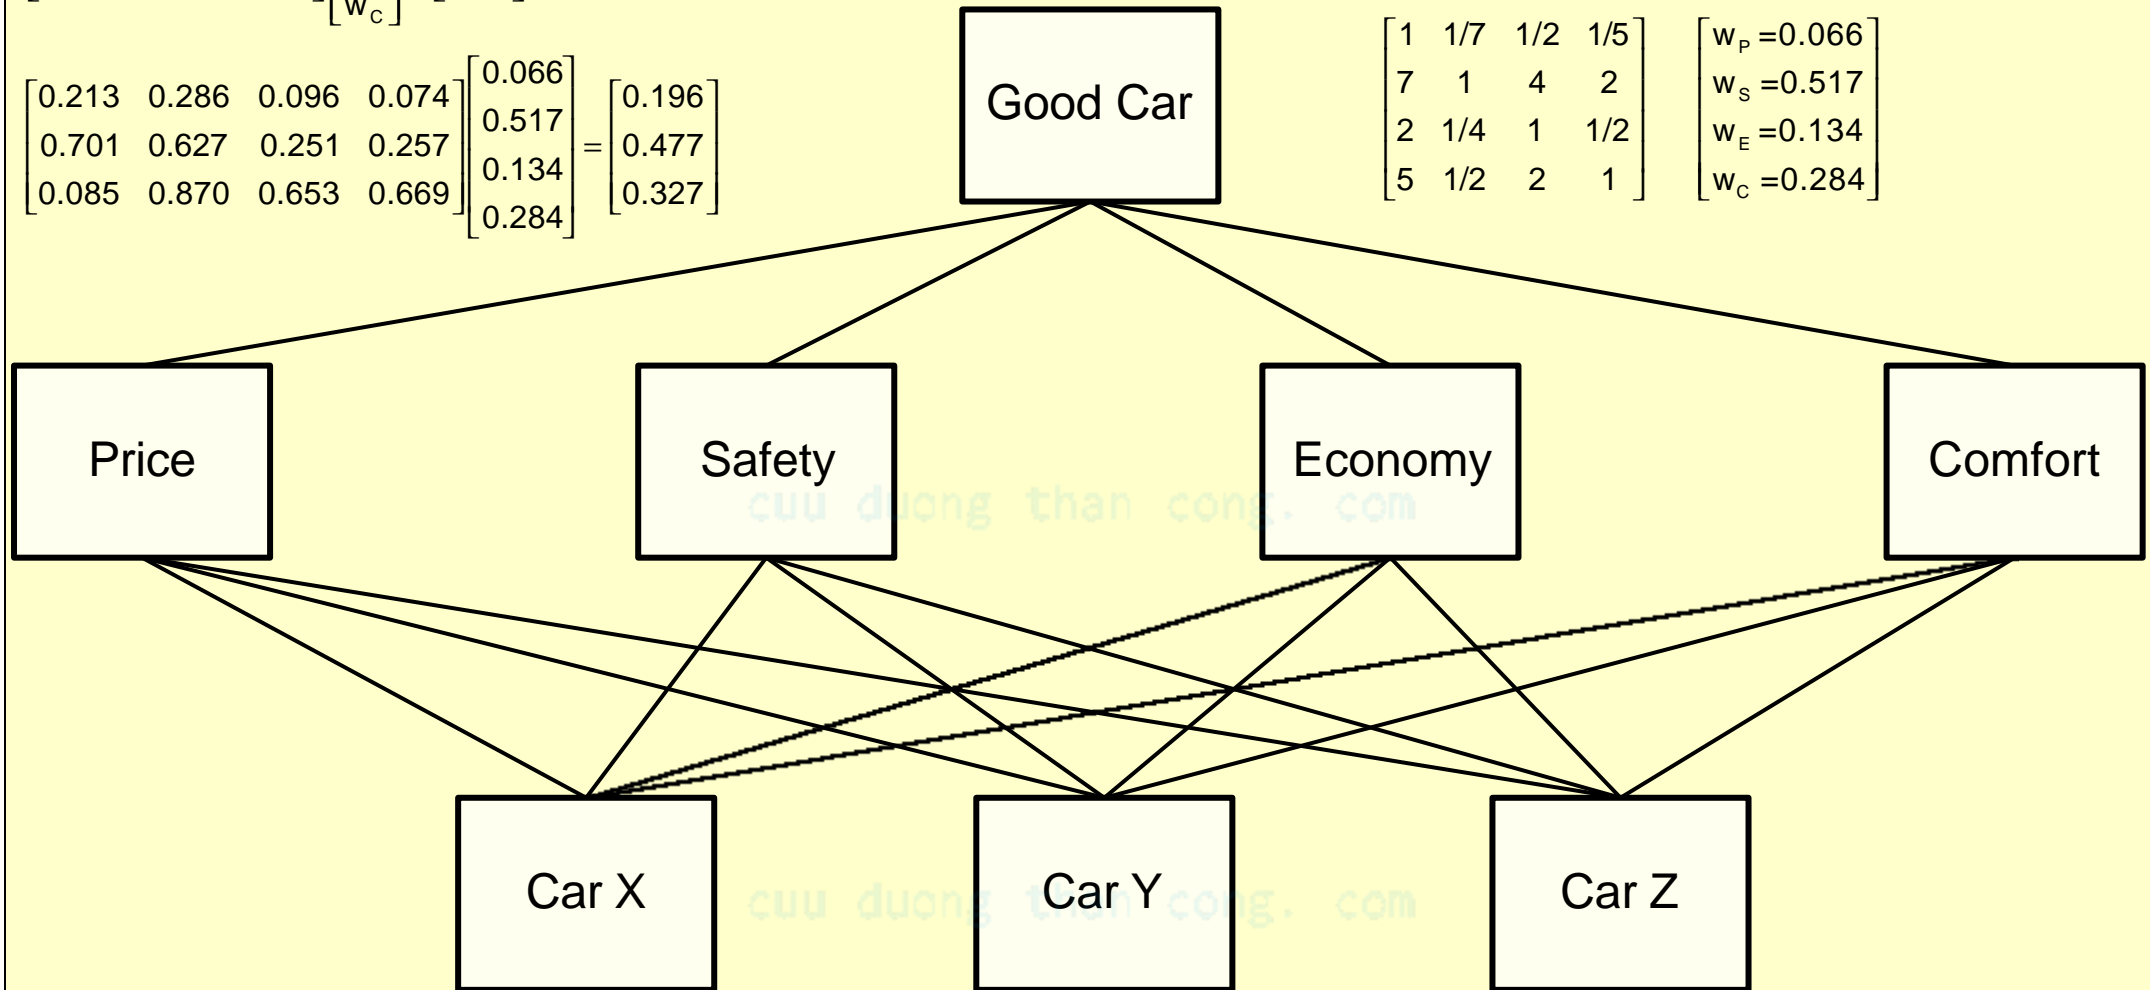 w_C
0.213 0.286 0.096 0.074
0.701 0.627 0.251 0.257
0.085 0.870 0.653 0.669
0.066
0.517
0.134
0.284
=
0.196
0.477
0.327
Good Car
1 1/7 1/2 1/5
7 1 4 2
2 1/4 1 1/2
5 1/2 2 1
w_P =0.066
w_S =0.517
w_E =0.134
w_C =0.284
Price
Safety
Economy
Comfort
cuu duong than cong. com
Car X
Car Y
Car Z
cuu duong than cong. com